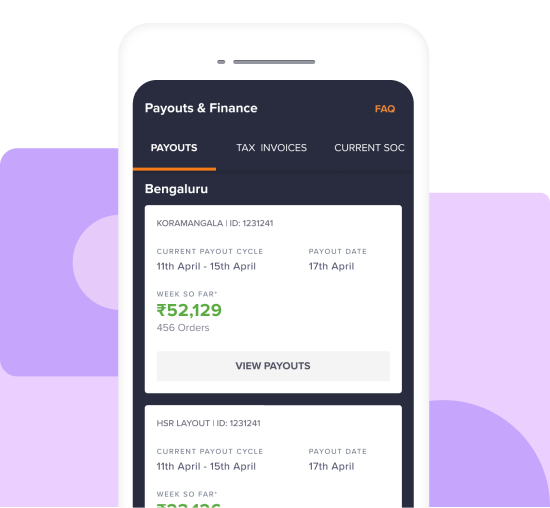 Payouts & Finance FAQ
PAYOUTS TAX INVOICES CURRENT SOC
Bengaluru
KORAMANGALA | ID: 1231241
CURRENT PAYOUT CYCLE PAYOUT DATE
11th April - 15th April 17th April
WEEK SO FAR*
₹52,129
456 Orders
VIEW PAYOUTS
HSR LAYOUT | ID: 1231241
CURRENT PAYOUT CYCLE PAYOUT DATE
11th April - 15th April 17th April
WEEK SO FAR*